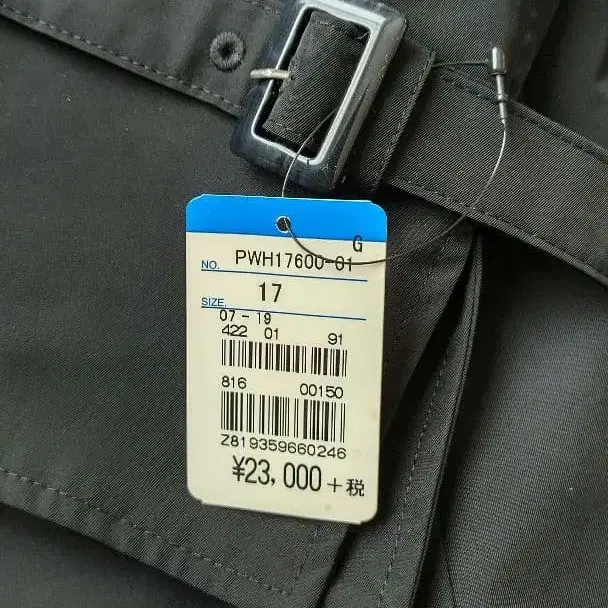 G
NO. PWH17600-01
SIZE. 17
07-19
422 01 91
816 00150
Z819359660246
¥23,000+税